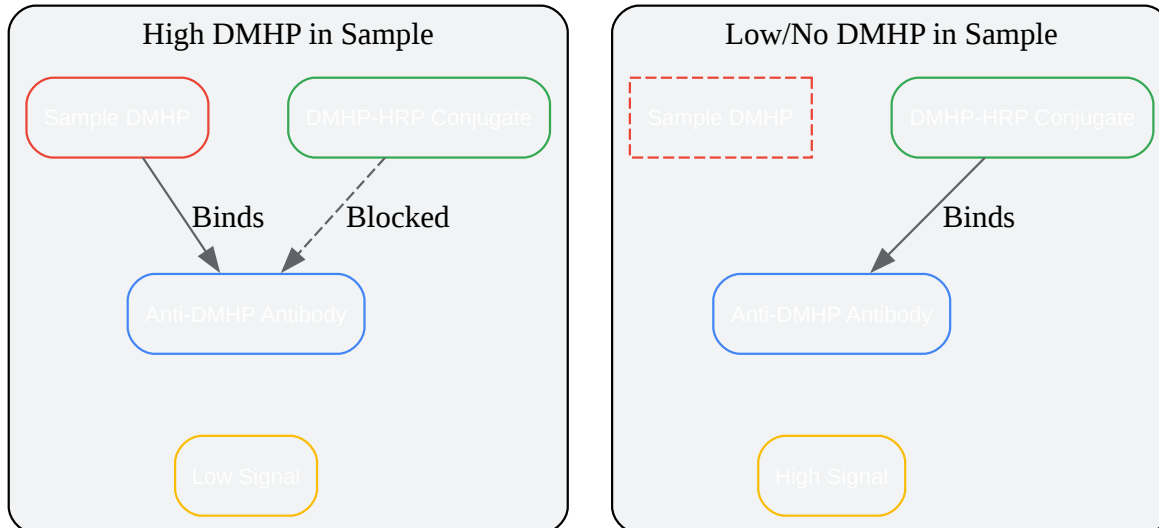 High DMHP in Sample
Sample DMHP
DMHP-HRP Conjugate
Binds
Blocked
Anti-DMHP Antibody
Low Signal
Low/No DMHP in Sample
Sample DMHP
DMHP-HRP Conjugate
Binds
Anti-DMHP Antibody
High Signal